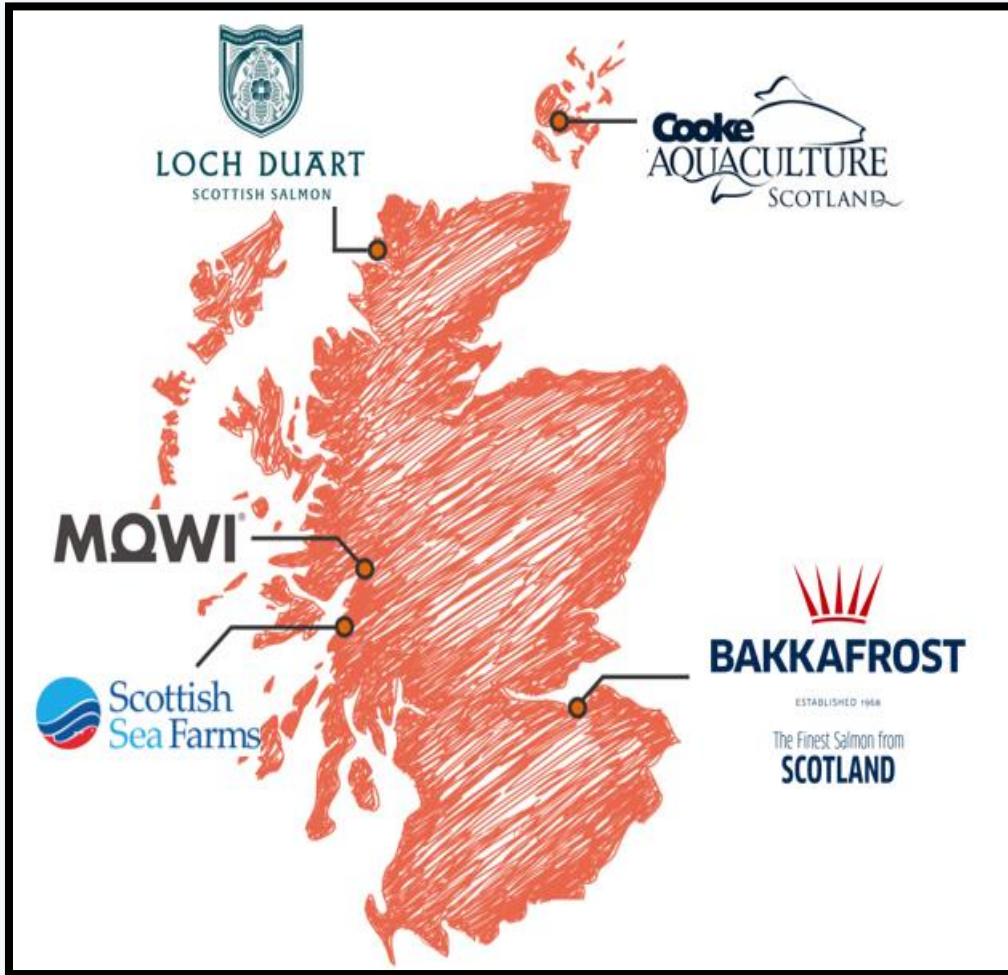 LOCH DUART
SCOTTISH SALMON
Cooke
AQUACULTURE
SCOTLAND
MOWI®
BAKKAFROST
ESTABLISHED 1968
The Finest Salmon from
SCOTLAND
Scottish
Sea Farms